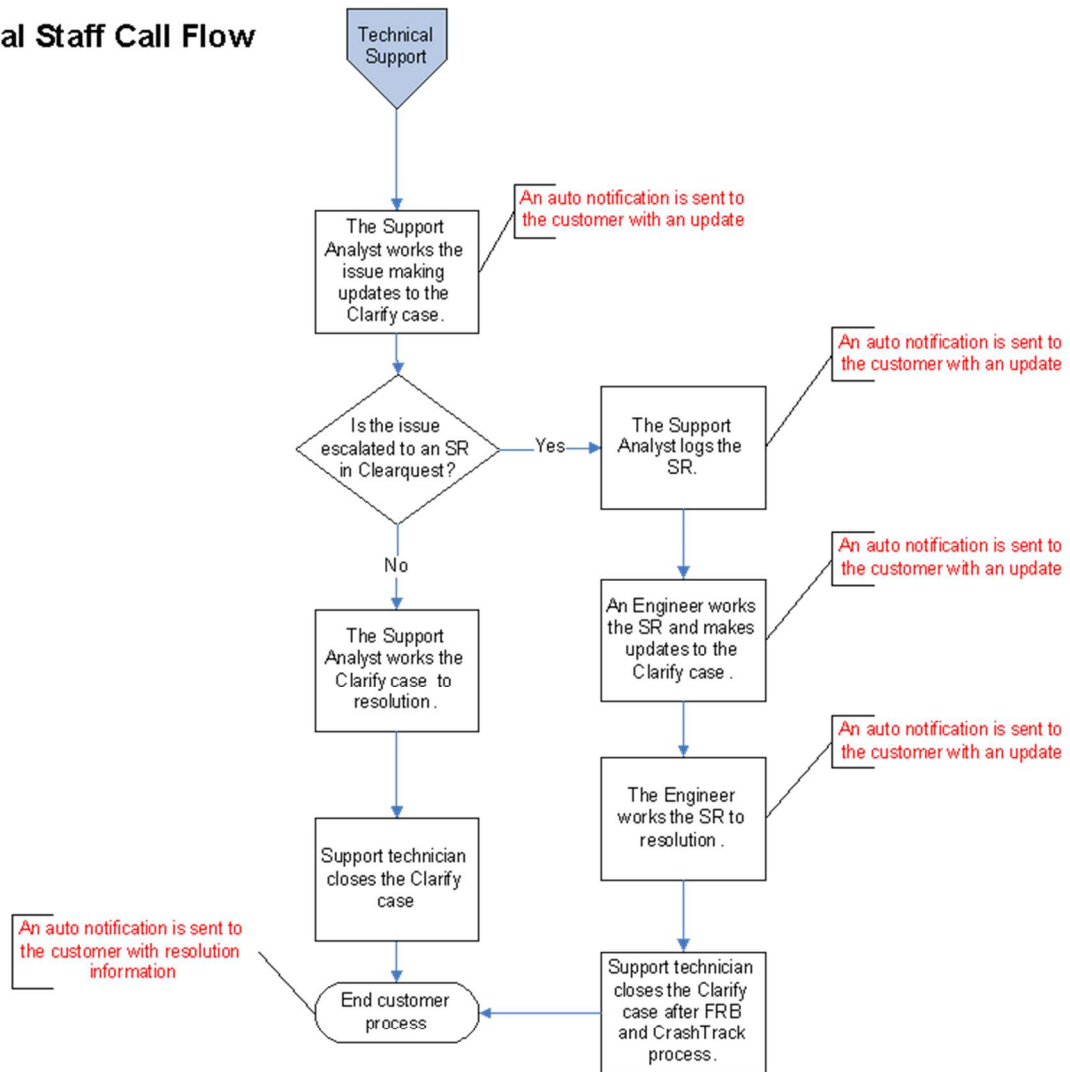 al Staff Call Flow
Technical
Support
An auto notification is sent to
the customer with an update
The Support
Analyst works the
issue making
updates to the
Clarify case.
An auto notification is sent to
the customer with an update
Is the issue
escalated to an SR
in Clearquest?
Yes
The Support
Analyst logs the
SR.
No
An auto notification is sent to
the customer with an update
An Engineer works
the SR and makes
updates to the
Clarify case .
The Support
Analyst works the
Clarify case to
resolution .
An auto notification is sent to
the customer with an update
The Engineer
works the SR to
resolution .
Support technician
closes the Clarify
case
An auto notification is sent to
the customer with resolution
information
End customer
process
Support technician
closes the Clarify
case after FRB
and CrashTrack
process .